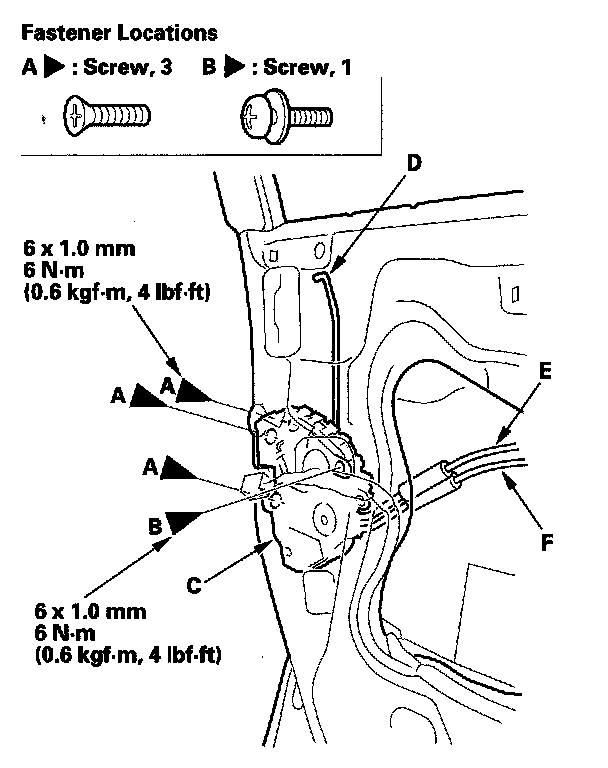 Fastener Locations
A ▶ : Screw, 3 B ▶ : Screw, 1
D
6 x 1.0 mm
6 N·m
(0.6 kgf·m, 4 lbf·ft)
E
A A
A
B
F
C
6 x 1.0 mm
6 N·m
(0.6 kgf·m, 4 lbf·ft)